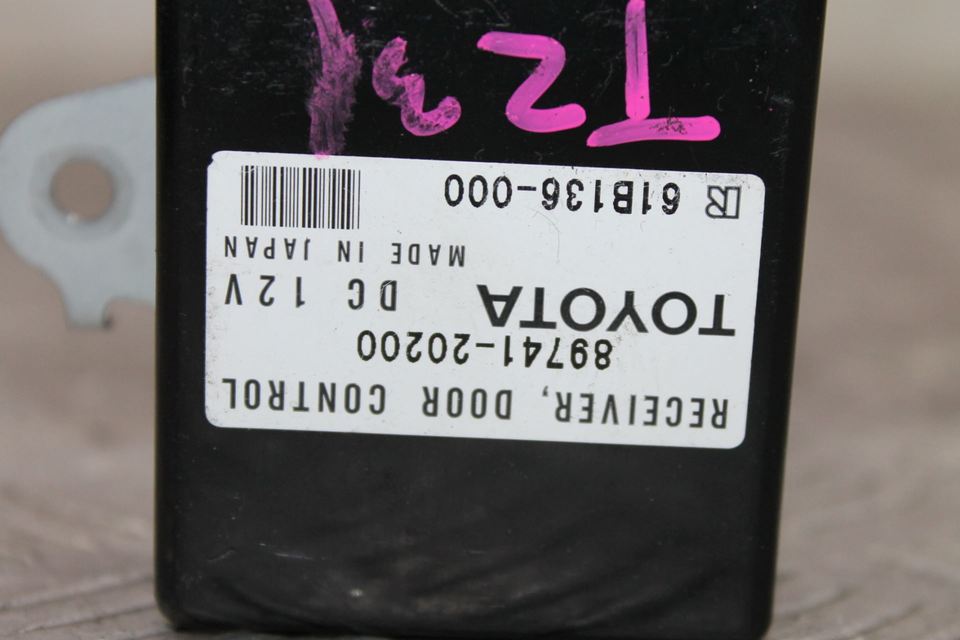 RECEIVER, DOOR CONTROL
89741-20200
TOYOTA DC 12V
MADE IN JAPAN
61B136-000